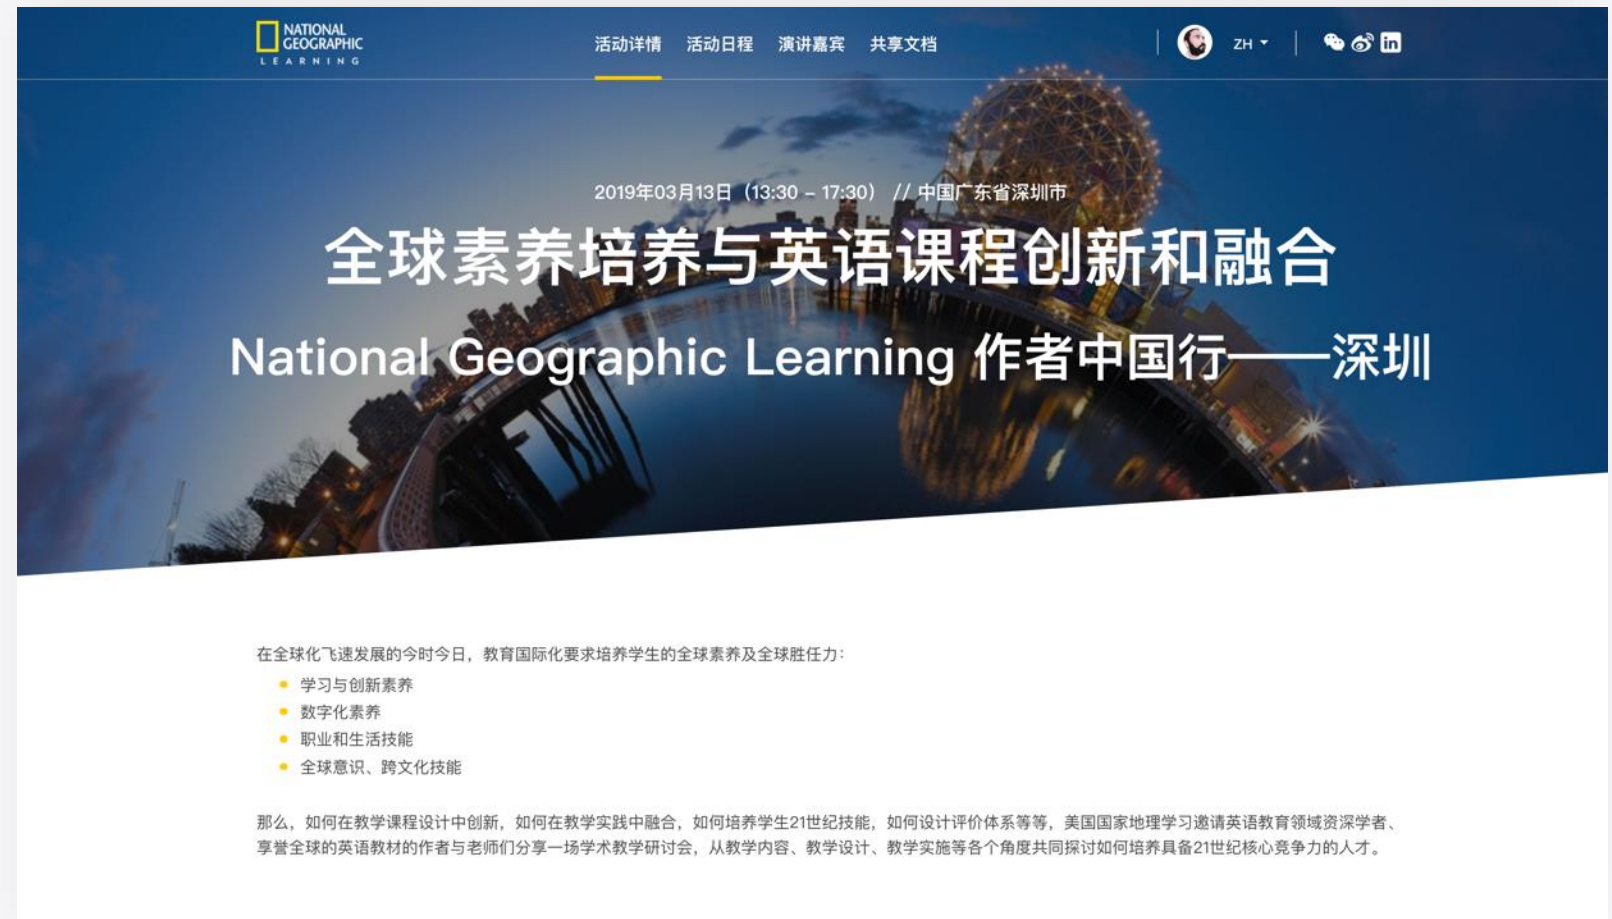 NATIONAL
GEOGRAPHIC
LEARNING
活动详情 活动日程 演讲嘉宾 共享文档
ZH
in
2019年03月13日（13:30 – 17:30） // 中国广东省深圳市
全球素养培养与英语课程创新和融合
National Geographic Learning 作者中国行——深圳
在全球化飞速发展的今时今日，教育国际化要求培养学生的全球素养及全球胜任力：
学习与创新素养
数字化素养
职业和生活技能
全球意识、跨文化技能
那么，如何在教学课程设计中创新，如何在教学实践中融合，如何培养学生21世纪技能，如何设计评价体系等等，美国国家地理学习邀请英语教育领域资深学者、
享誉全球的英语教材的作者与老师们分享一场学术教学研讨会，从教学内容、教学设计、教学实施等各个角度共同探讨如何培养具备21世纪核心竞争力的人才。